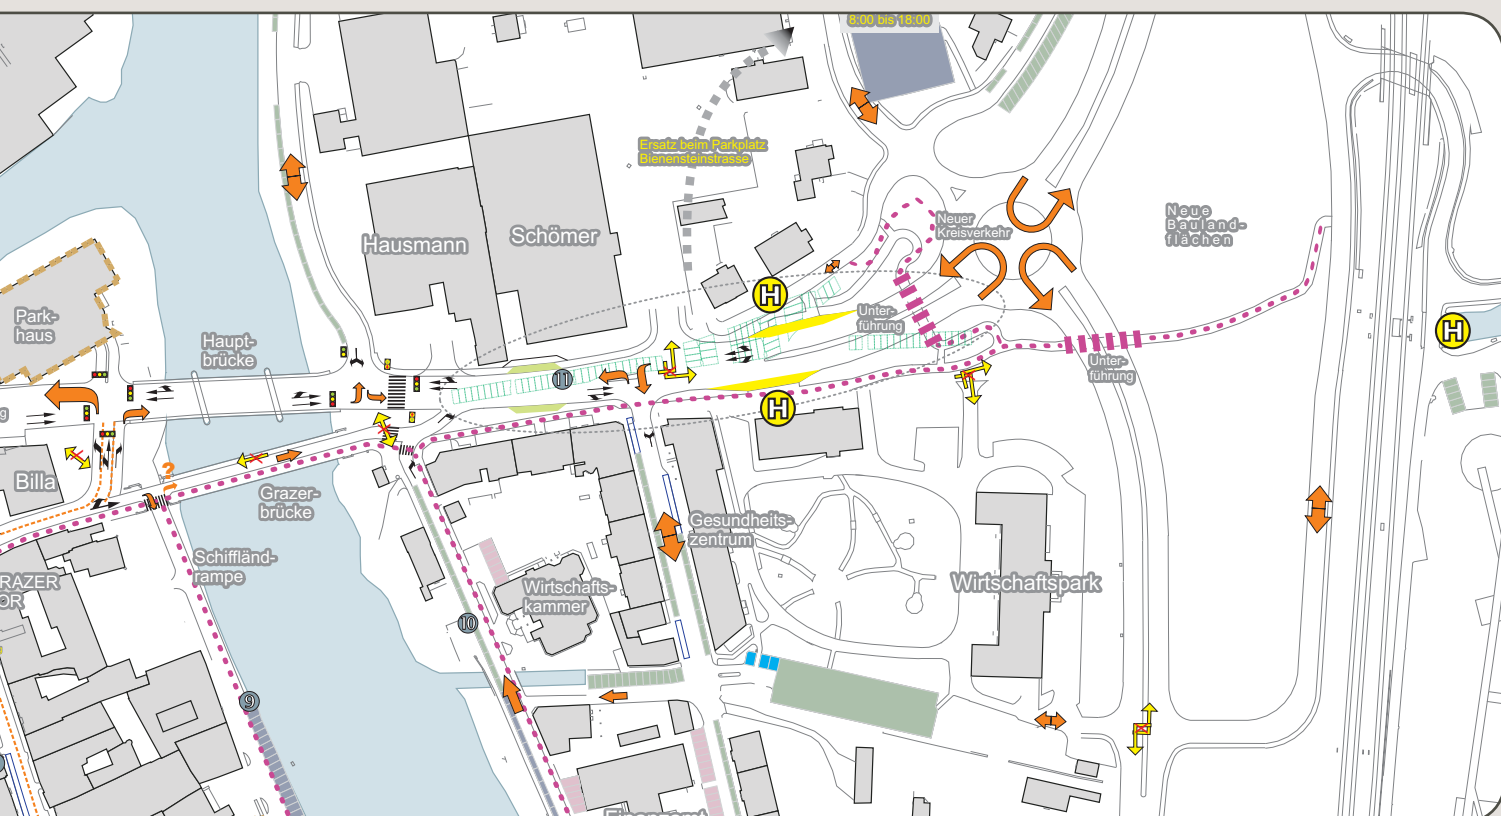 8:00 bis 18:00
Ersatz beim Parkplatz
Bienensteinstrasse
Hausmann
Schömer
Neuer
Kreisverkehr
Neue
Bauland-
flächen
H
Unter-
führung
H
Unter-
führung
H
Park-
haus
Haupt-
brücke
11
g
Billa
?
Grazer-
brücke
Gesundheits-
zentrum
Schiffländ-
rampe
RAZER
OR
Wirtschafts-
kammer
Wirtschaftspark
10
9